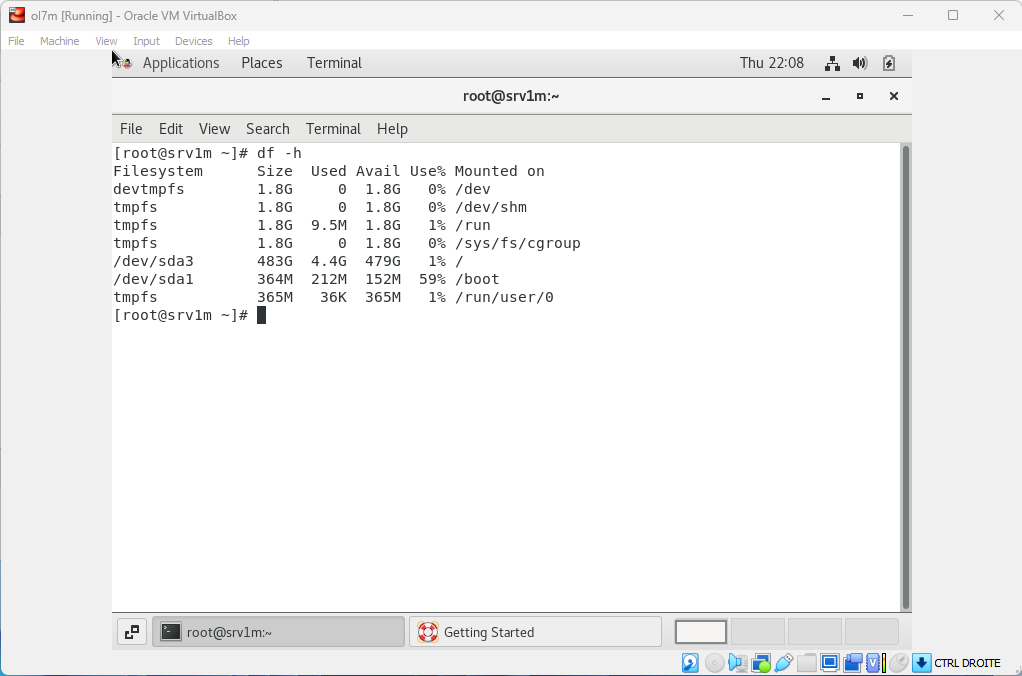 ol7m [Running] - Oracle VM VirtualBox
File Machine View Input Devices Help
Applications Places Terminal Thu 22:08
root@srv1m:~
File Edit View Search Terminal Help
[root@srv1m ~]# df -h
Filesystem      Size  Used Avail Use% Mounted on
devtmpfs        1.8G     0  1.8G   0% /dev
tmpfs           1.8G     0  1.8G   0% /dev/shm
tmpfs           1.8G  9.5M  1.8G   1% /run
tmpfs           1.8G     0  1.8G   0% /sys/fs/cgroup
/dev/sda3       483G  4.4G  479G   1% /
/dev/sda1       364M  212M  152M  59% /boot
tmpfs           365M   36K  365M   1% /run/user/0
[root@srv1m ~]#
root@srv1m:~ Getting Started
CTRL DROITE